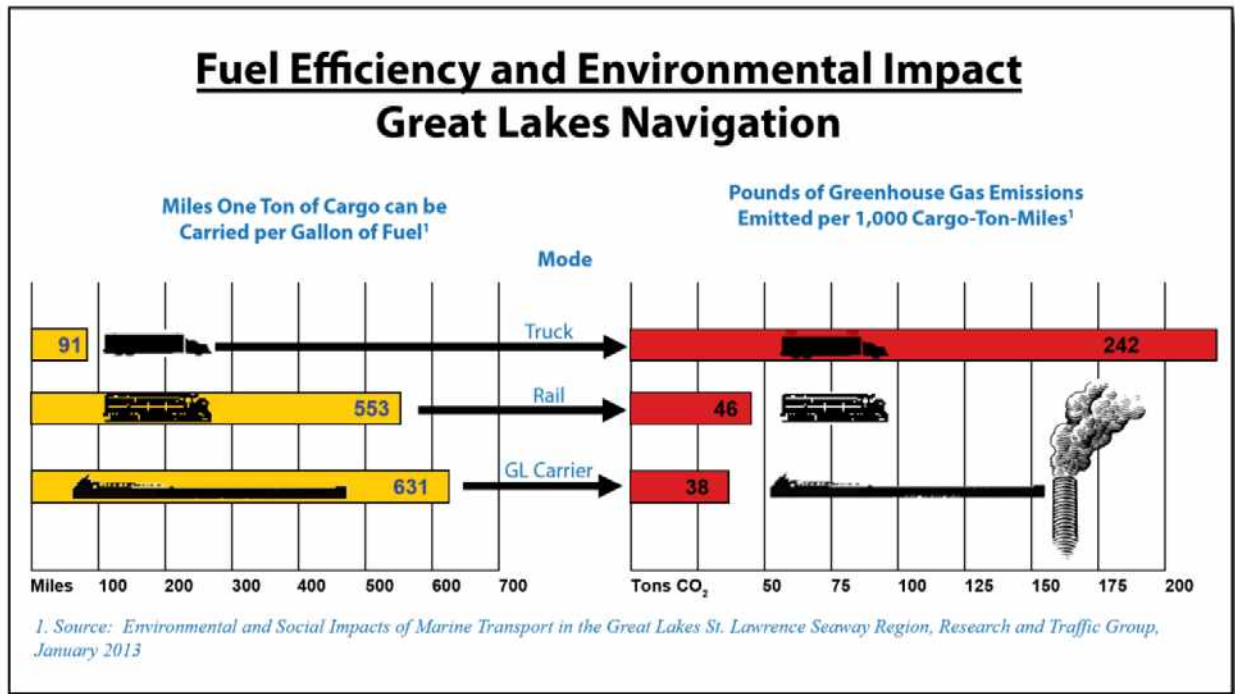 Fuel Efficiency and Environmental Impact
Great Lakes Navigation
Miles One Ton of Cargo can be
Carried per Gallon of Fuel¹
Pounds of Greenhouse Gas Emissions
Emitted per 1,000 Cargo-Ton-Miles¹
Mode
91
Truck
242
553
Rail
46
631
GL Carrier
38
Miles 100 200 300 400 500 600 700
Tons CO₂ 50 75 100 125 150 175 200
1. Source: Environmental and Social Impacts of Marine Transport in the Great Lakes St. Lawrence Seaway Region, Research and Traffic Group,
January 2013